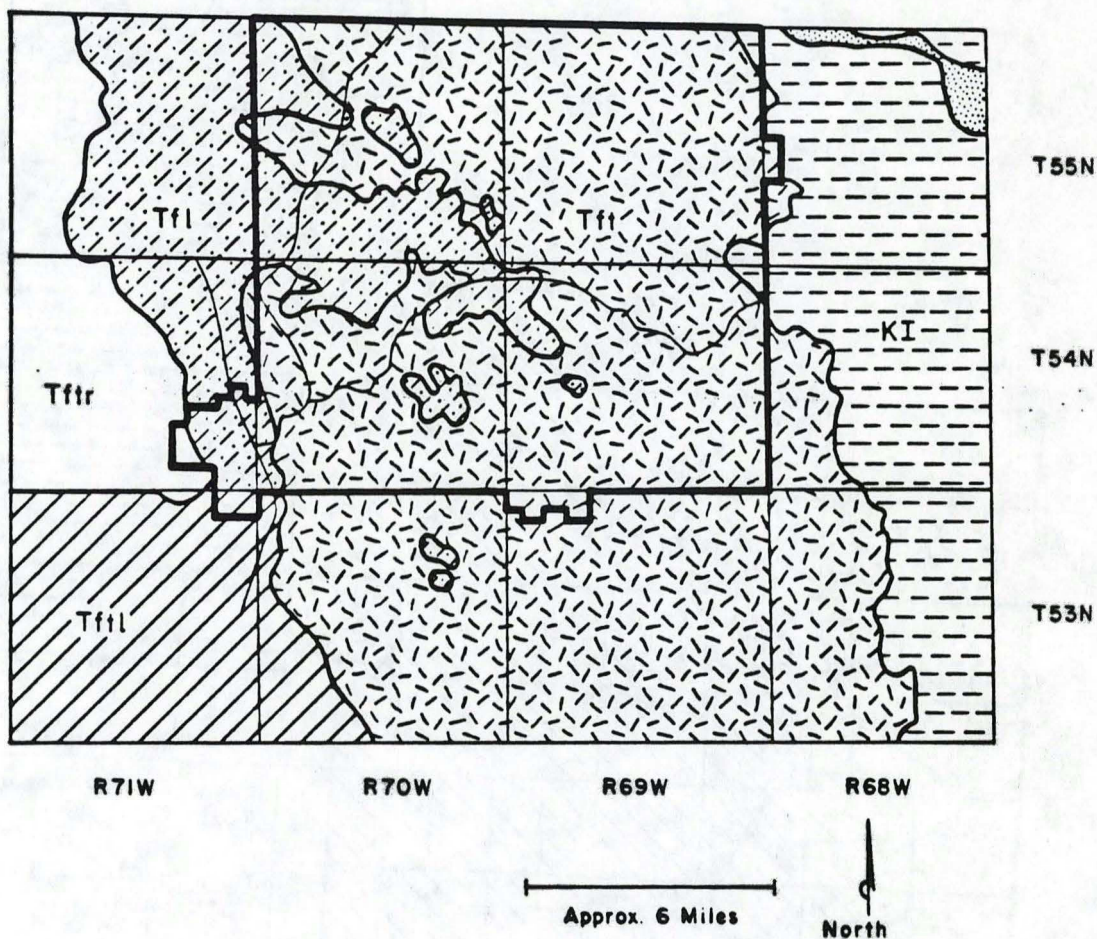 T55N
Tfl
Tft
KI
T54N
Tftr
T53N
Tftl
R71W
R70W
R69W
R68W
Approx. 6 Miles
North